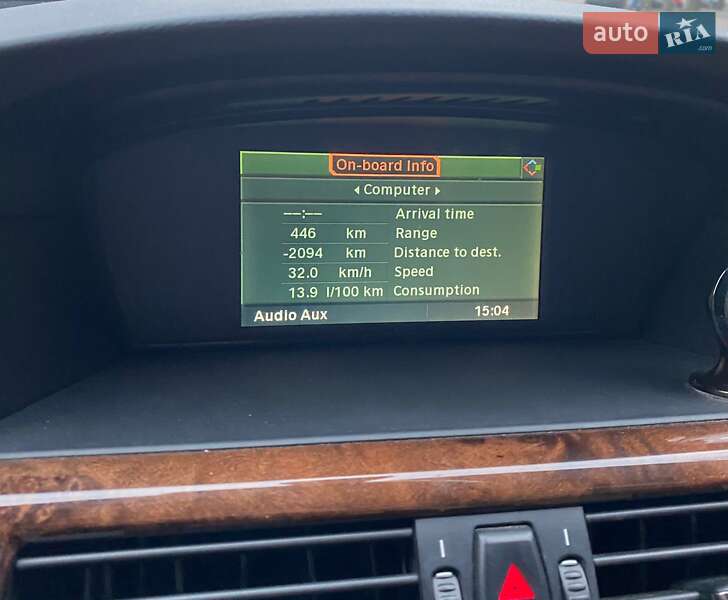 auto RIA .com
On-board Info
Computer
--:-- Arrival time
446 km Range
-2094 km Distance to dest.
32.0 km/h Speed
13.9 l/100 km Consumption
Audio Aux 15:04